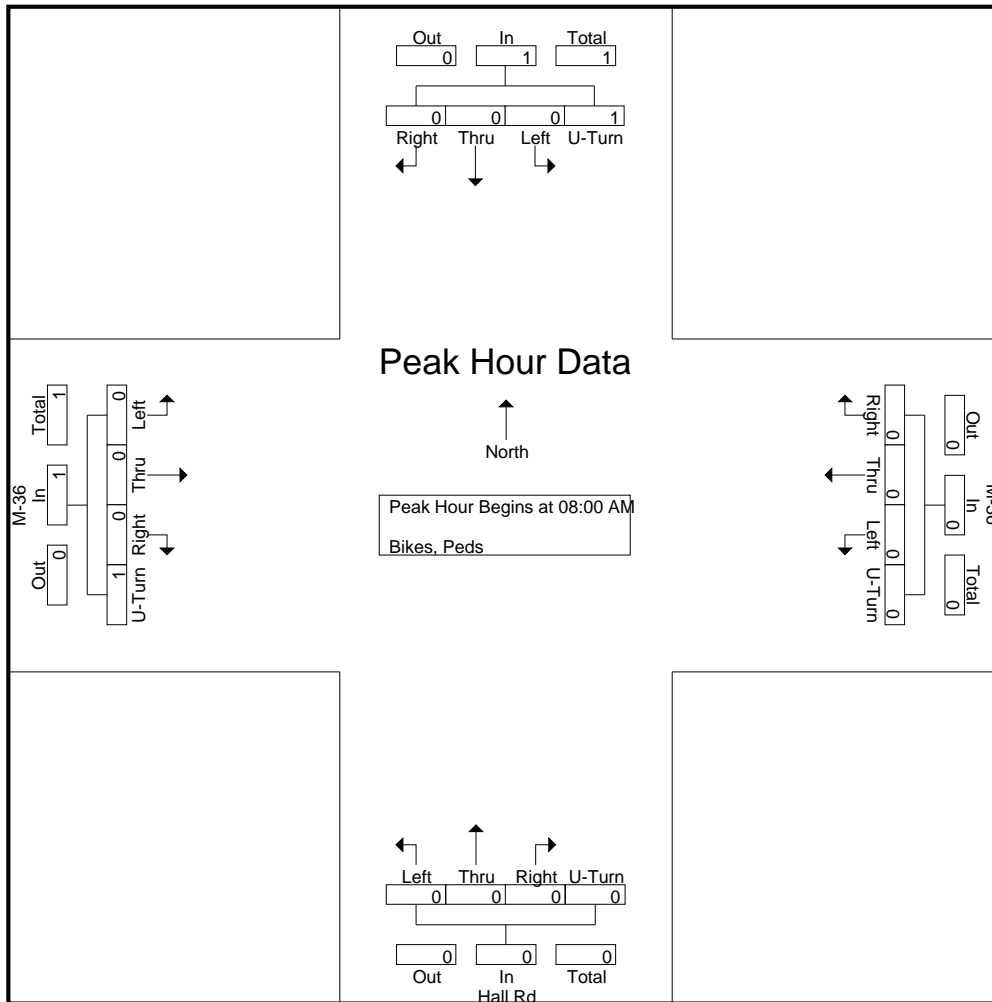 Out In Total
0 1 1
0 0 0 1
Right Thru Left U-Turn
Peak Hour Data
North
Peak Hour Begins at 08:00 AM
Bikes, Peds
M-36
Total In Out
1 1 0
0 0 0 1
Left Thru Right U-Turn
Right Thru Left U-Turn
0 0 0 0
Out In Total
0 0 0
M-36
Left Thru Right U-Turn
0 0 0 0
0 0 0
Out In Total
Hall Rd